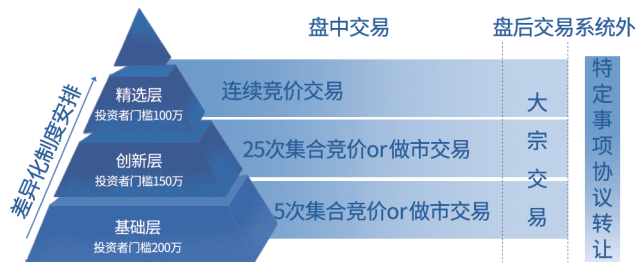 盘中交易
盘后交易系统外
精选层
投资者门槛100万
连续竞价交易
创新层
投资者门槛150万
25次集合竞价or做市交易
基础层
投资者门槛200万
5次集合竞价or做市交易
差异化制度安排
大宗交易
特定事项协议转让